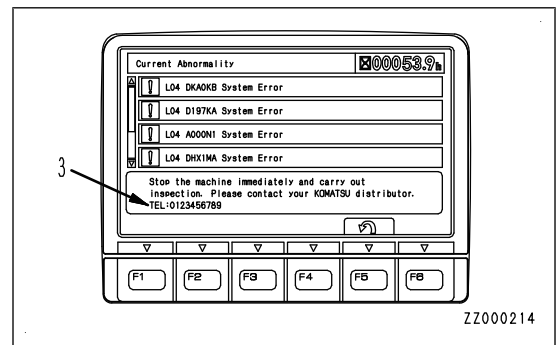 Current Abnormality 00053.9h
L04 DKA0KB System Error
L04 D197KA System Error
L04 A000N1 System Error
L04 DHX1MA System Error
3
Stop the machine immediately and carry out
inspection. Please contact your KOMATSU distributor.
TEL:0123456789
F1 F2 F3 F4 F5 F6
ZZ000214